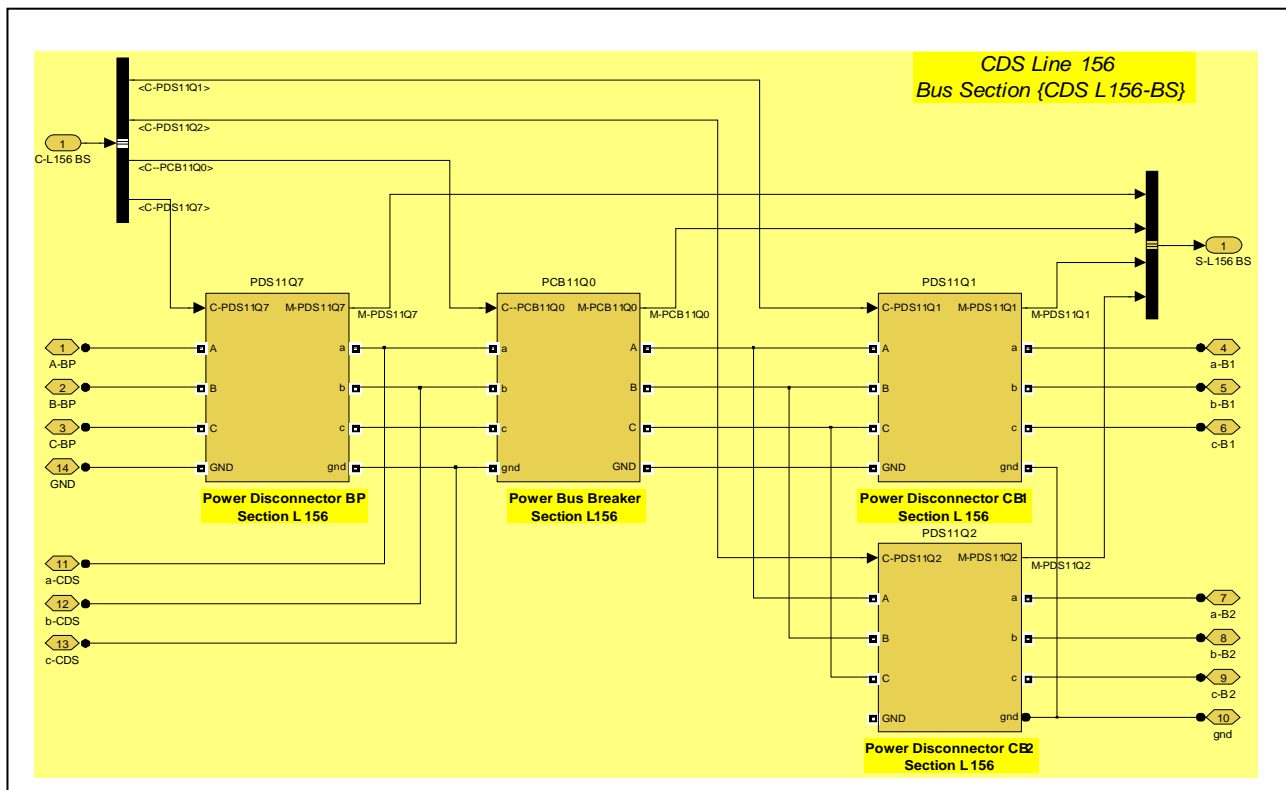 CDS Line 156
Bus Section {CDS L156-BS}
<C-PDS11Q1>
<C-PDS11Q2>
<C--PCB11Q0>
<C-PDS11Q7>
1
C-L156 BS
1
S-L156 BS
PDS11Q7
C-PDS11Q7
M-PDS11Q7
M-PDS11Q7
A
a
B
b
C
c
GND
gnd
Power Disconnector BP
Section L156
PCB11Q0
C--PCB11Q0
M-PCB11Q0
M-PCB11Q0
a
A
b
B
c
C
gnd
GND
Power Bus Breaker
Section L156
PDS11Q1
C-PDS11Q1
M-PDS11Q1
M-PDS11Q1
A
a
B
b
C
c
GND
gnd
Power Disconnector CB1
Section L156
PDS11Q2
C-PDS11Q2
M-PDS11Q2
M-PDS11Q2
A
a
B
b
C
c
GND
gnd
Power Disconnector CB2
Section L156
1
A-BP
2
B-BP
3
C-BP
14
GND
11
a-CDS
12
b-CDS
13
c-CDS
4
a-B1
5
b-B1
6
c-B1
7
a-B2
8
b-B2
9
c-B2
10
gnd